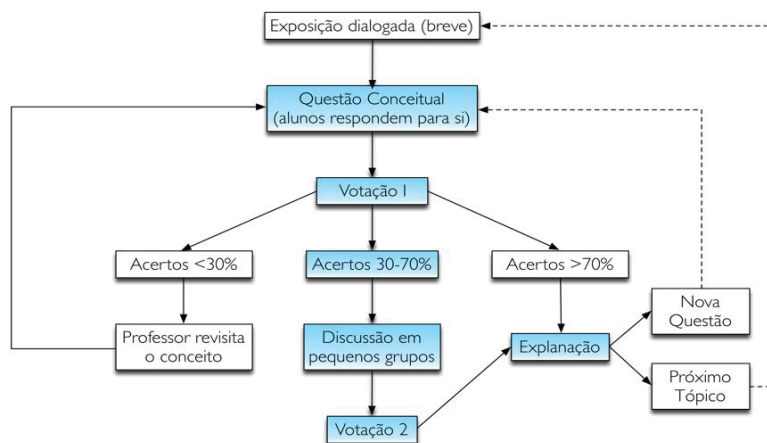 Exposição dialogada (breve)
Questão Conceitual
(alunos respondem para si)
Votação 1
Acertos <30%
Acertos 30-70%
Acertos >70%
Professor revisita
o conceito
Discussão em
pequenos grupos
Explanação
Nova
Questão
Próximo
Tópico
Votação 2